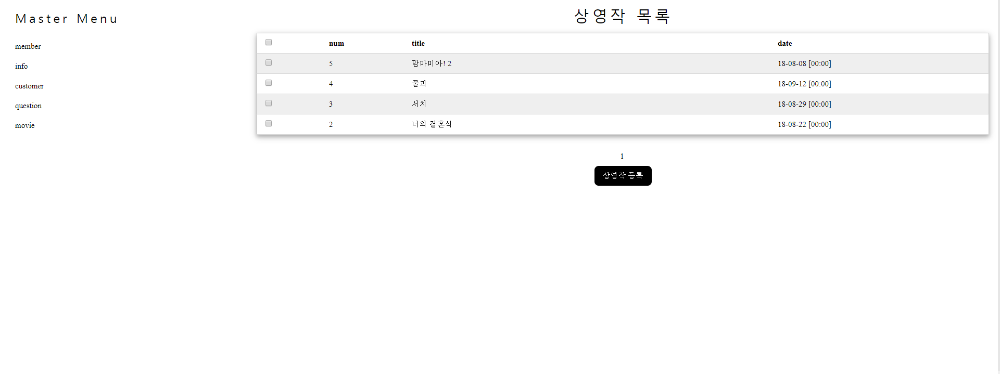 Master Menu
member
info
customer
question
movie
상영작 목록
num title date
5 맘마미아! 2 18-08-08 [00:00]
4 물괴 18-09-12 [00:00]
3 서치 18-08-29 [00:00]
2 너의 결혼식 18-08-22 [00:00]
1
상영작 등록